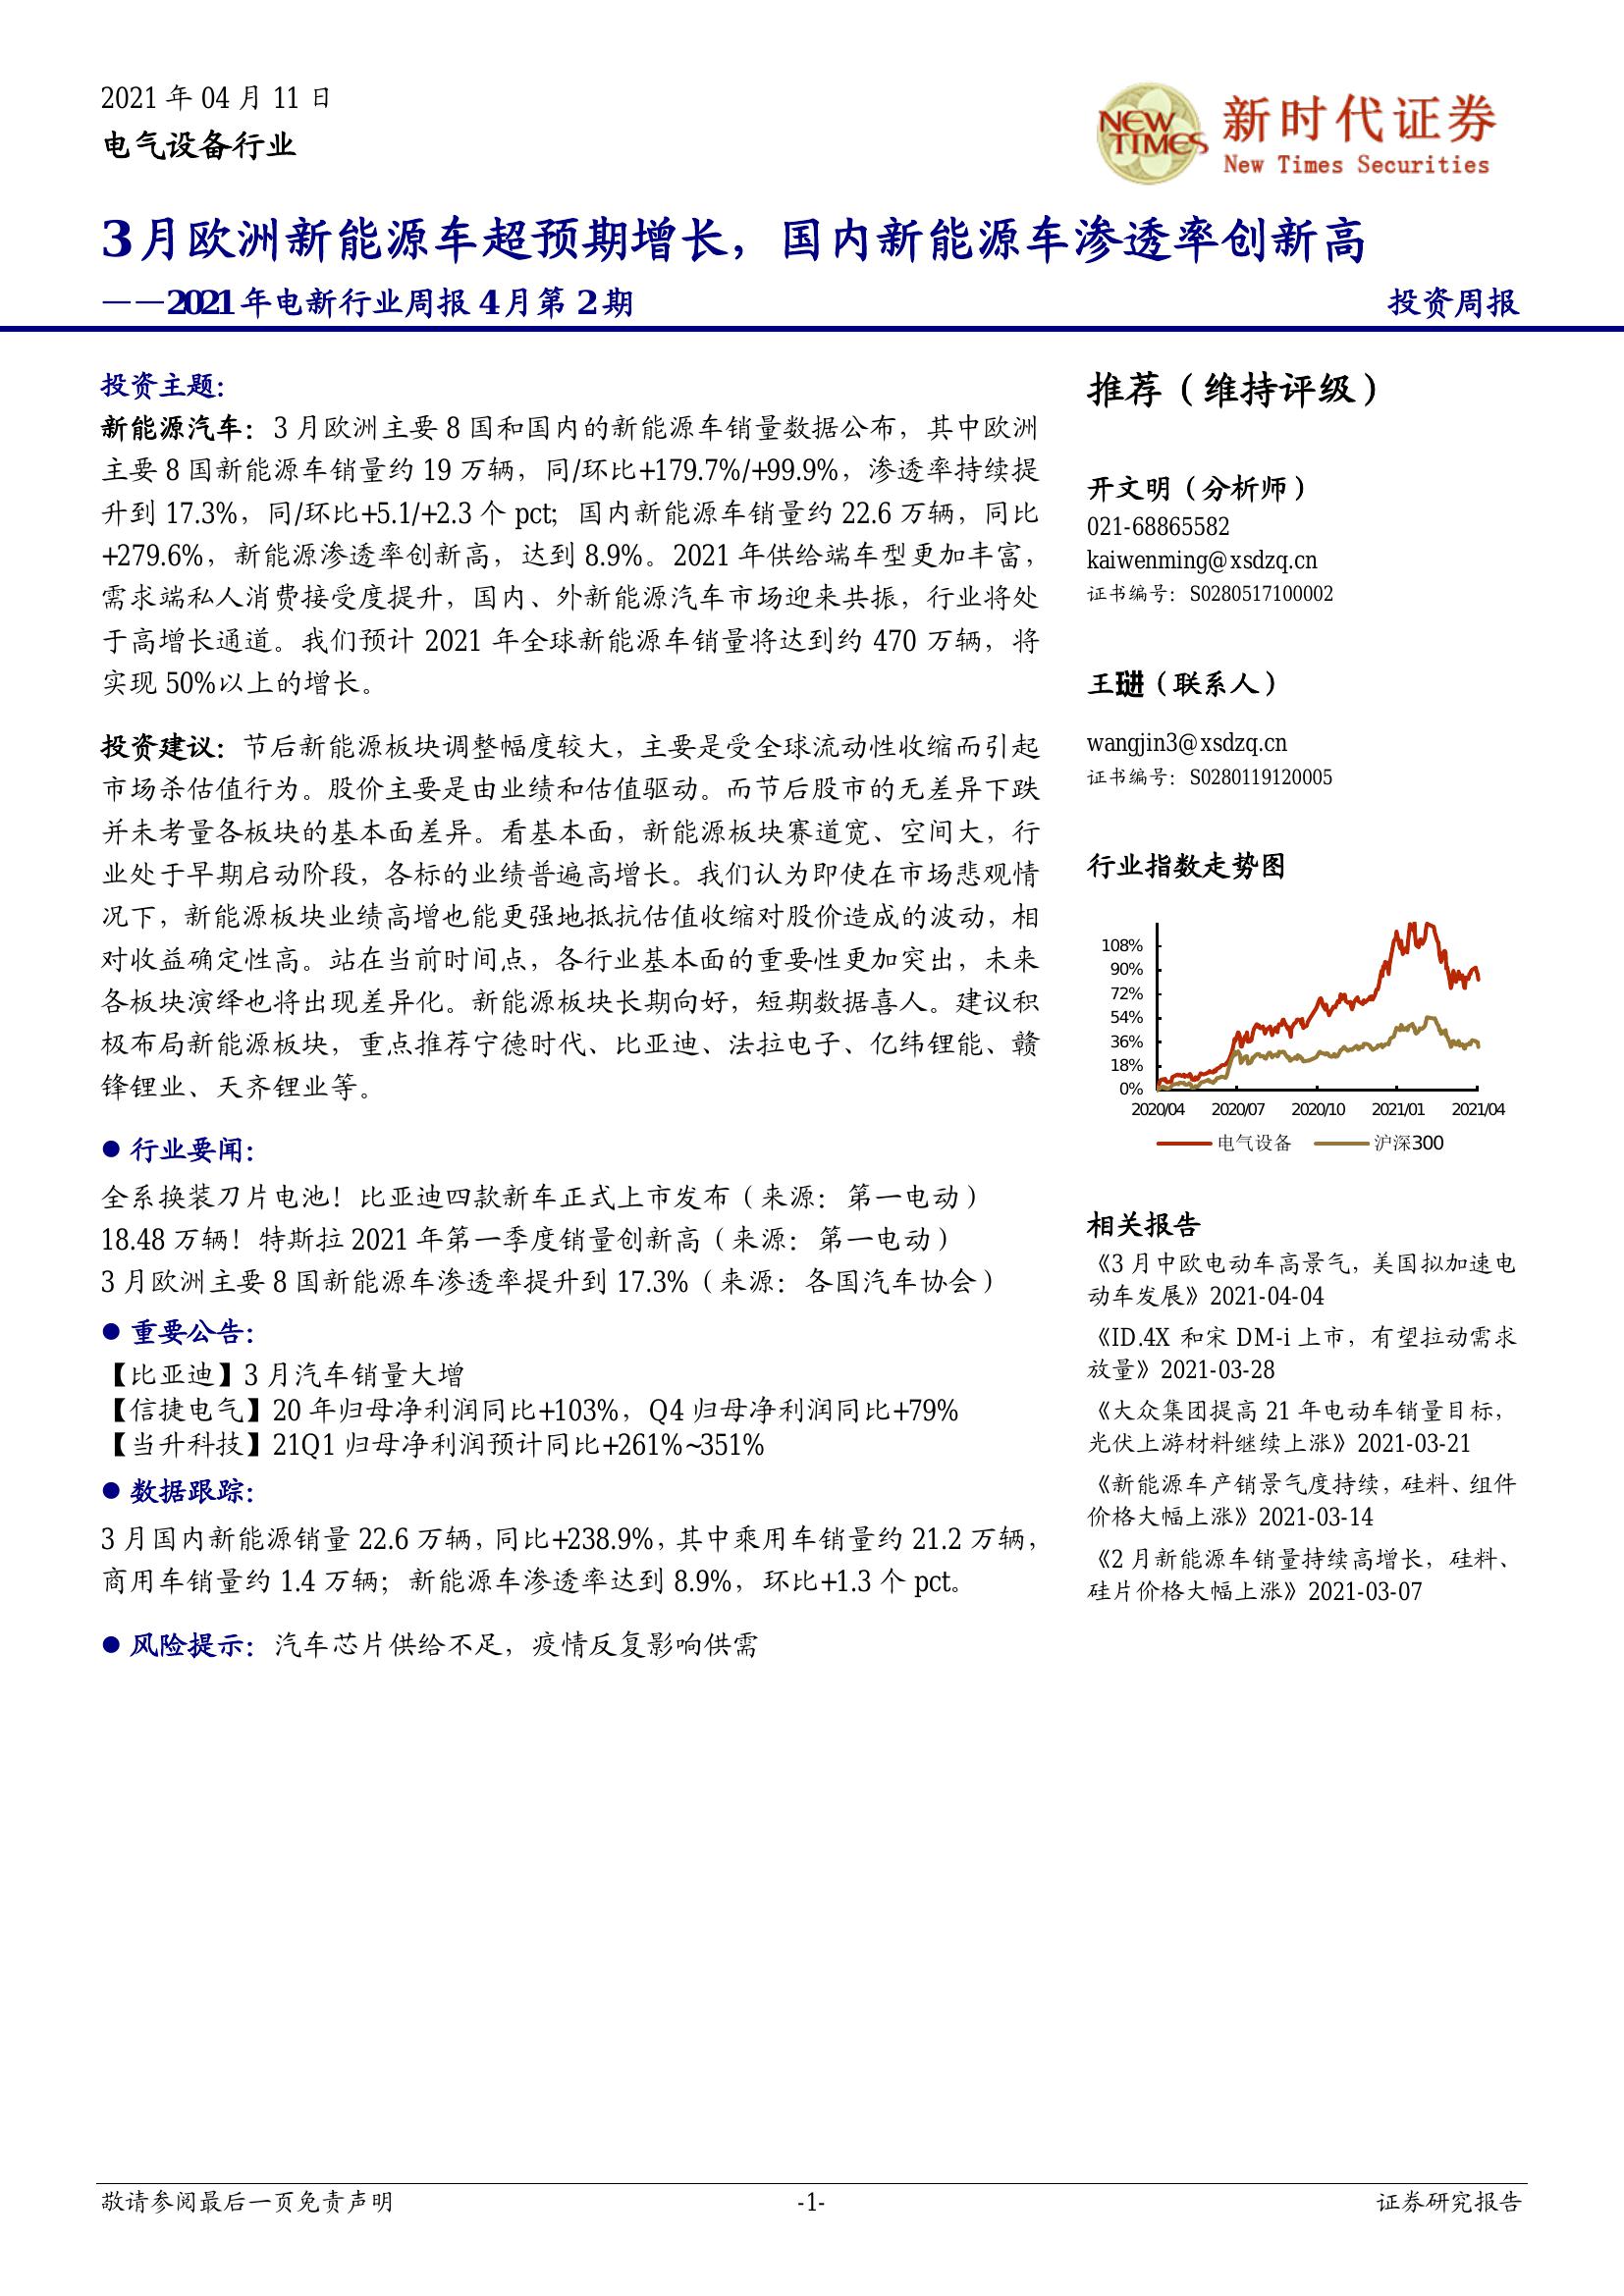 2021 年 04 月 11 日
电气设备行业
NEW
TIMES
新时代证券
New Times Securities
3月欧洲新能源车超预期增长，国内新能源车渗透率创新高
——2021年电新行业周报4月第2期
投资周报
投资主题：
新能源汽车：3 月欧洲主要 8 国和国内的新能源车销量数据公布，其中欧洲
主要 8 国新能源车销量约 19 万辆，同/环比+179.7%/+99.9%，渗透率持续提
升到 17.3%，同/环比+5.1/+2.3 个 pct；国内新能源车销量约 22.6 万辆，同比
+279.6%，新能源渗透率创新高，达到 8.9%。2021 年供给端车型更加丰富，
需求端私人消费接受度提升，国内、外新能源汽车市场迎来共振，行业将处
于高增长通道。我们预计 2021 年全球新能源车销量将达到约 470 万辆，将
实现 50%以上的增长。
投资建议：节后新能源板块调整幅度较大，主要是受全球流动性收缩而引起
市场杀估值行为。股价主要是由业绩和估值驱动。而节后股市的无差异下跌
并未考量各板块的基本面差异。看基本面，新能源板块赛道宽、空间大，行
业处于早期启动阶段，各标的业绩普遍高增长。我们认为即使在市场悲观情
况下，新能源板块业绩高增也能更强地抵抗估值收缩对股价造成的波动，相
对收益确定性高。站在当前时间点，各行业基本面的重要性更加突出，未来
各板块演绎也将出现差异化。新能源板块长期向好，短期数据喜人。建议积
极布局新能源板块，重点推荐宁德时代、比亚迪、法拉电子、亿纬锂能、赣
锋锂业、天齐锂业等。
● 行业要闻：
全系换装刀片电池！比亚迪四款新车正式上市发布（来源：第一电动）
18.48 万辆！特斯拉 2021 年第一季度销量创新高（来源：第一电动）
3 月欧洲主要 8 国新能源车渗透率提升到 17.3%（来源：各国汽车协会）
● 重要公告：
【比亚迪】3 月汽车销量大增
【信捷电气】20 年归母净利润同比+103%，Q4 归母净利润同比+79%
【当升科技】21Q1 归母净利润预计同比+261%~351%
● 数据跟踪：
3 月国内新能源销量 22.6 万辆，同比+238.9%，其中乘用车销量约 21.2 万辆，
商用车销量约 1.4 万辆；新能源车渗透率达到 8.9%，环比+1.3 个 pct。
● 风险提示：汽车芯片供给不足，疫情反复影响供需
推荐（维持评级）
开文明（分析师）
021-68865582
kaiwenming@xsdzq.cn
证书编号：S0280517100002
王琎（联系人）
wangjin3@xsdzq.cn
证书编号：S0280119120005
行业指数走势图
108%
90%
72%
54%
36%
18%
0%
2020/04 2020/07 2020/10 2021/01 2021/04
电气设备 沪深300
相关报告
《3 月中欧电动车高景气，美国拟加速电
动车发展》2021-04-04
《ID.4X 和宋 DM-i 上市，有望拉动需求
放量》2021-03-28
《大众集团提高 21 年电动车销量目标，
光伏上游材料继续上涨》2021-03-21
《新能源车产销景气度持续，硅料、组件
价格大幅上涨》2021-03-14
《2 月新能源车销量持续高增长，硅料、
硅片价格大幅上涨》2021-03-07
敬请参阅最后一页免责声明
-1-
证券研究报告